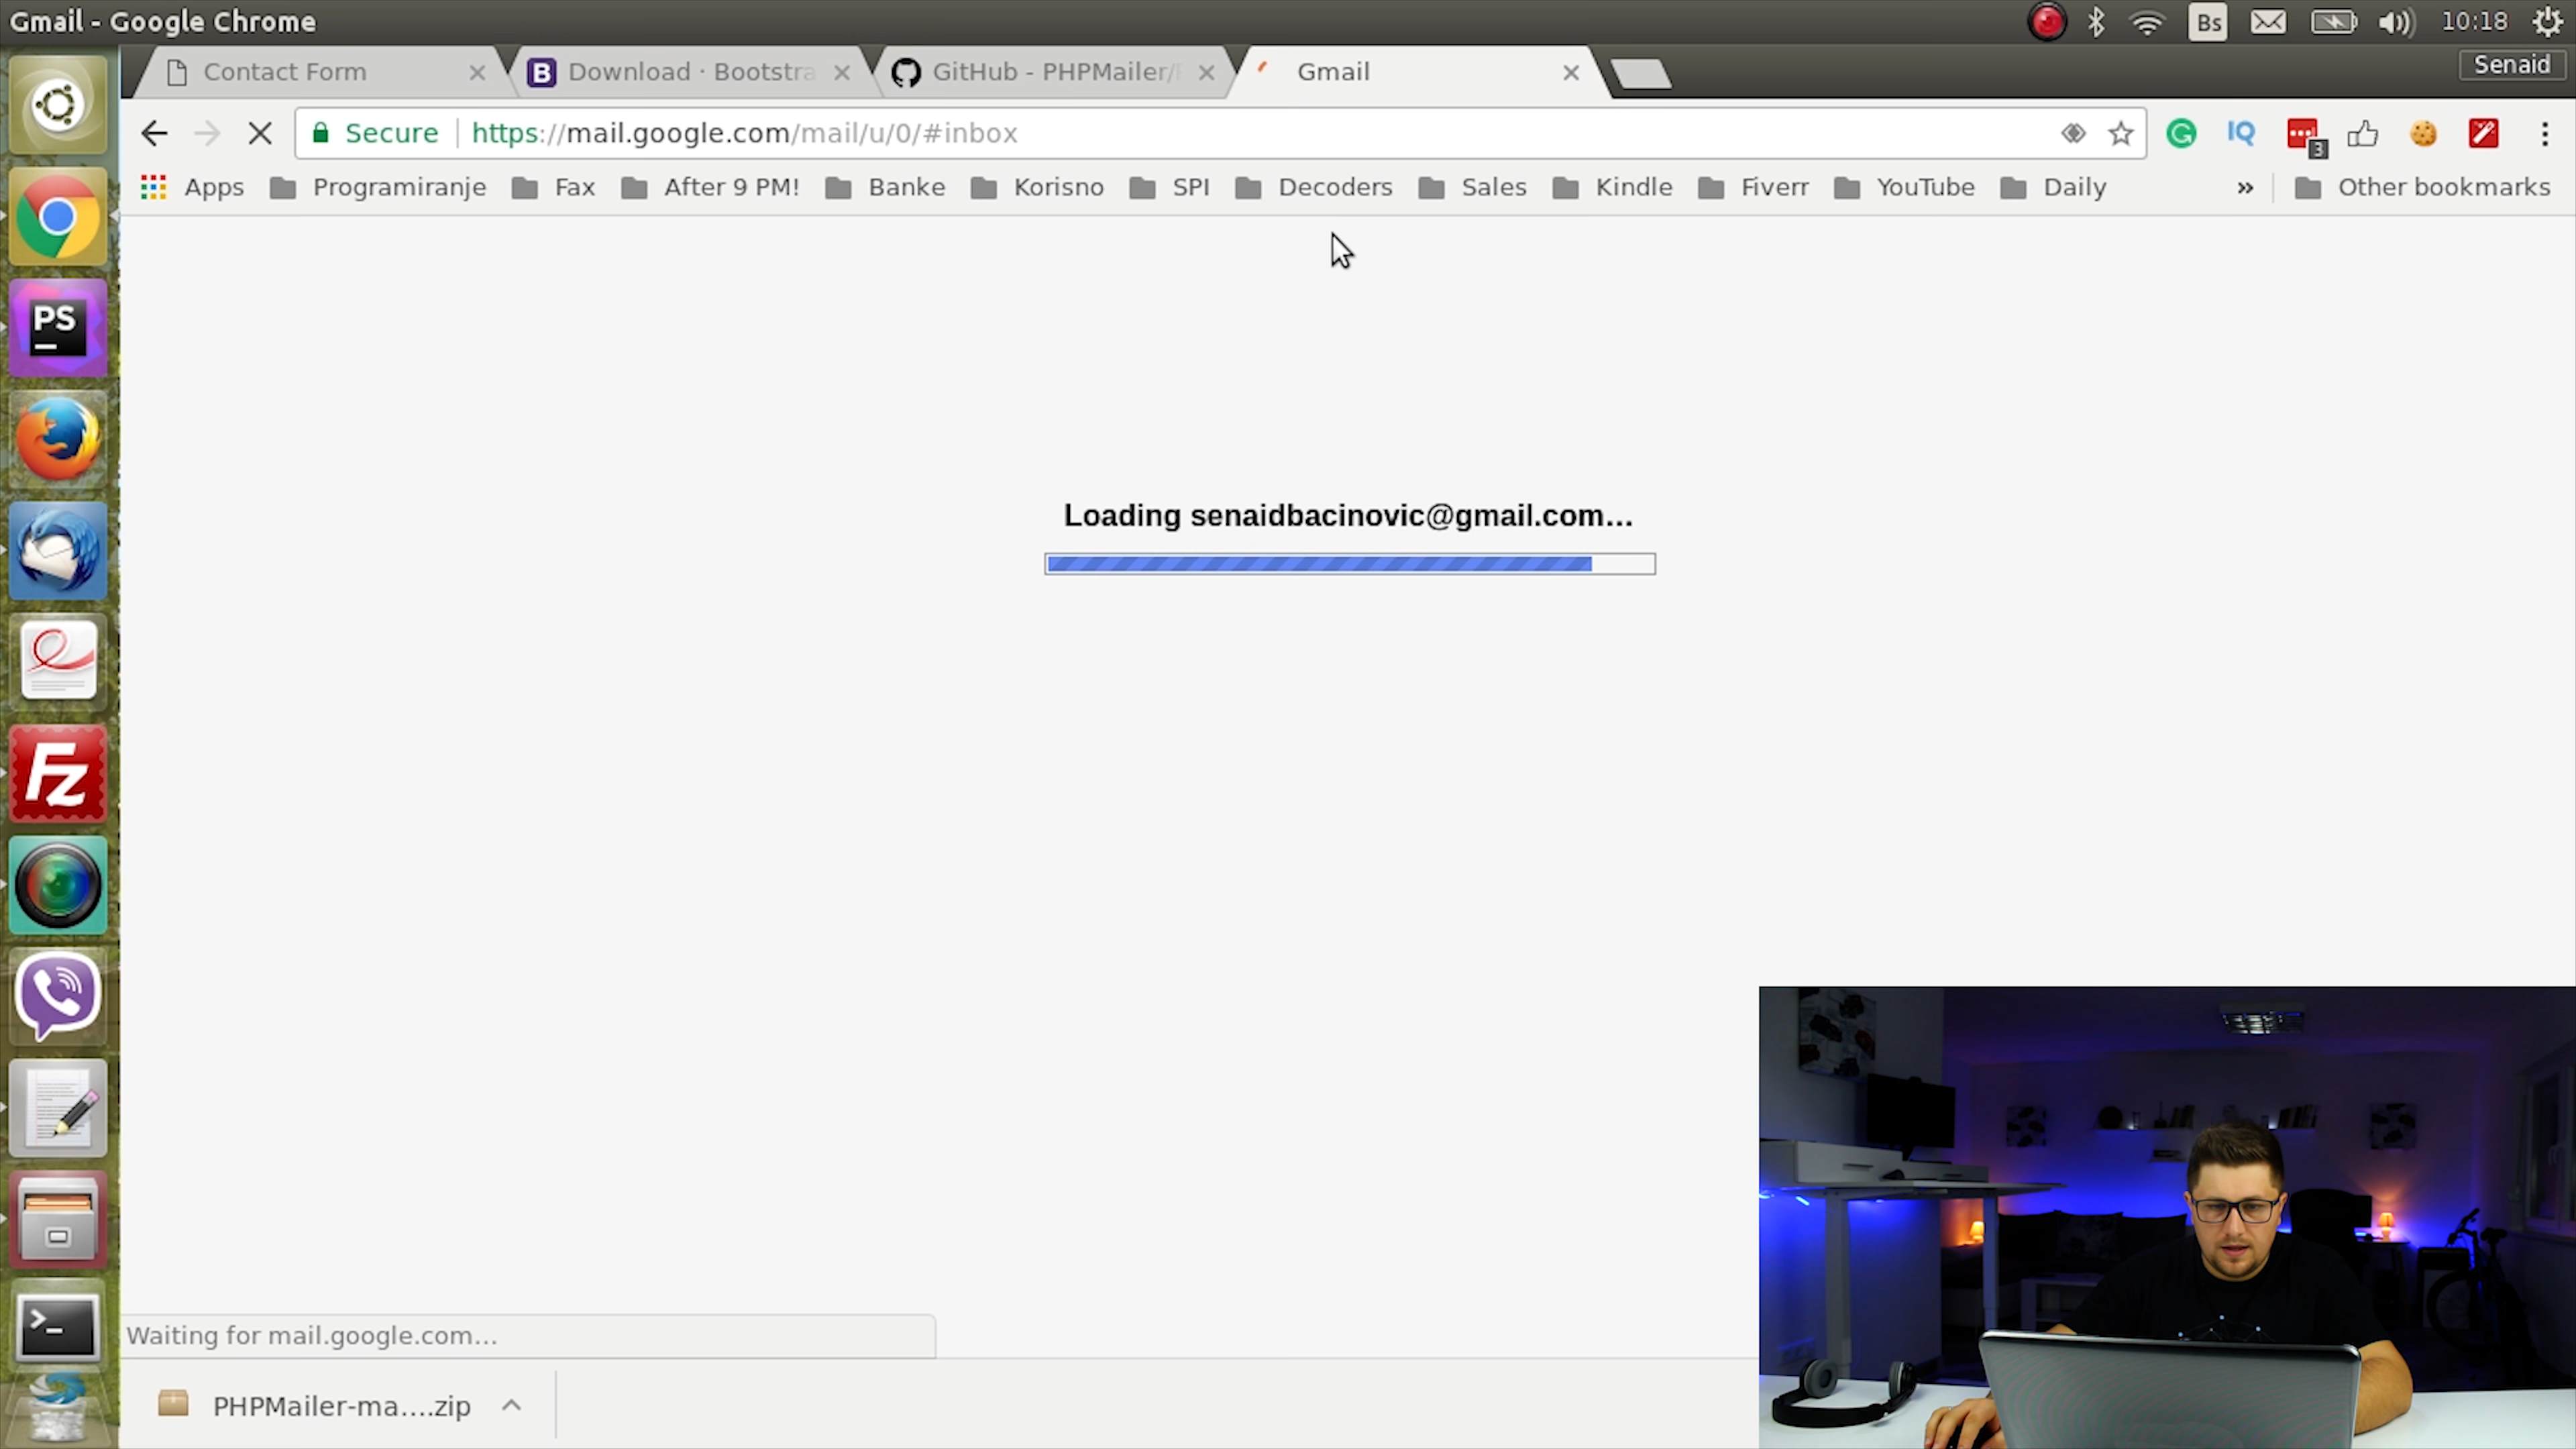 Gmail - Google Chrome
Bs
10:18
Contact Form
Download · Bootstra
GitHub - PHPMailer/
Gmail
Senaid
Secure
https://mail.google.com/mail/u/0/#inbox
IQ
3
Apps
Programiranje
Fax
After 9 PM!
Banke
Korisno
SPI
Decoders
Sales
Kindle
Fiverr
YouTube
Daily
»
Other bookmarks
PS
Loading senaidbacinovic@gmail.com...
Fz
Waiting for mail.google.com...
PHPMailer-ma....zip